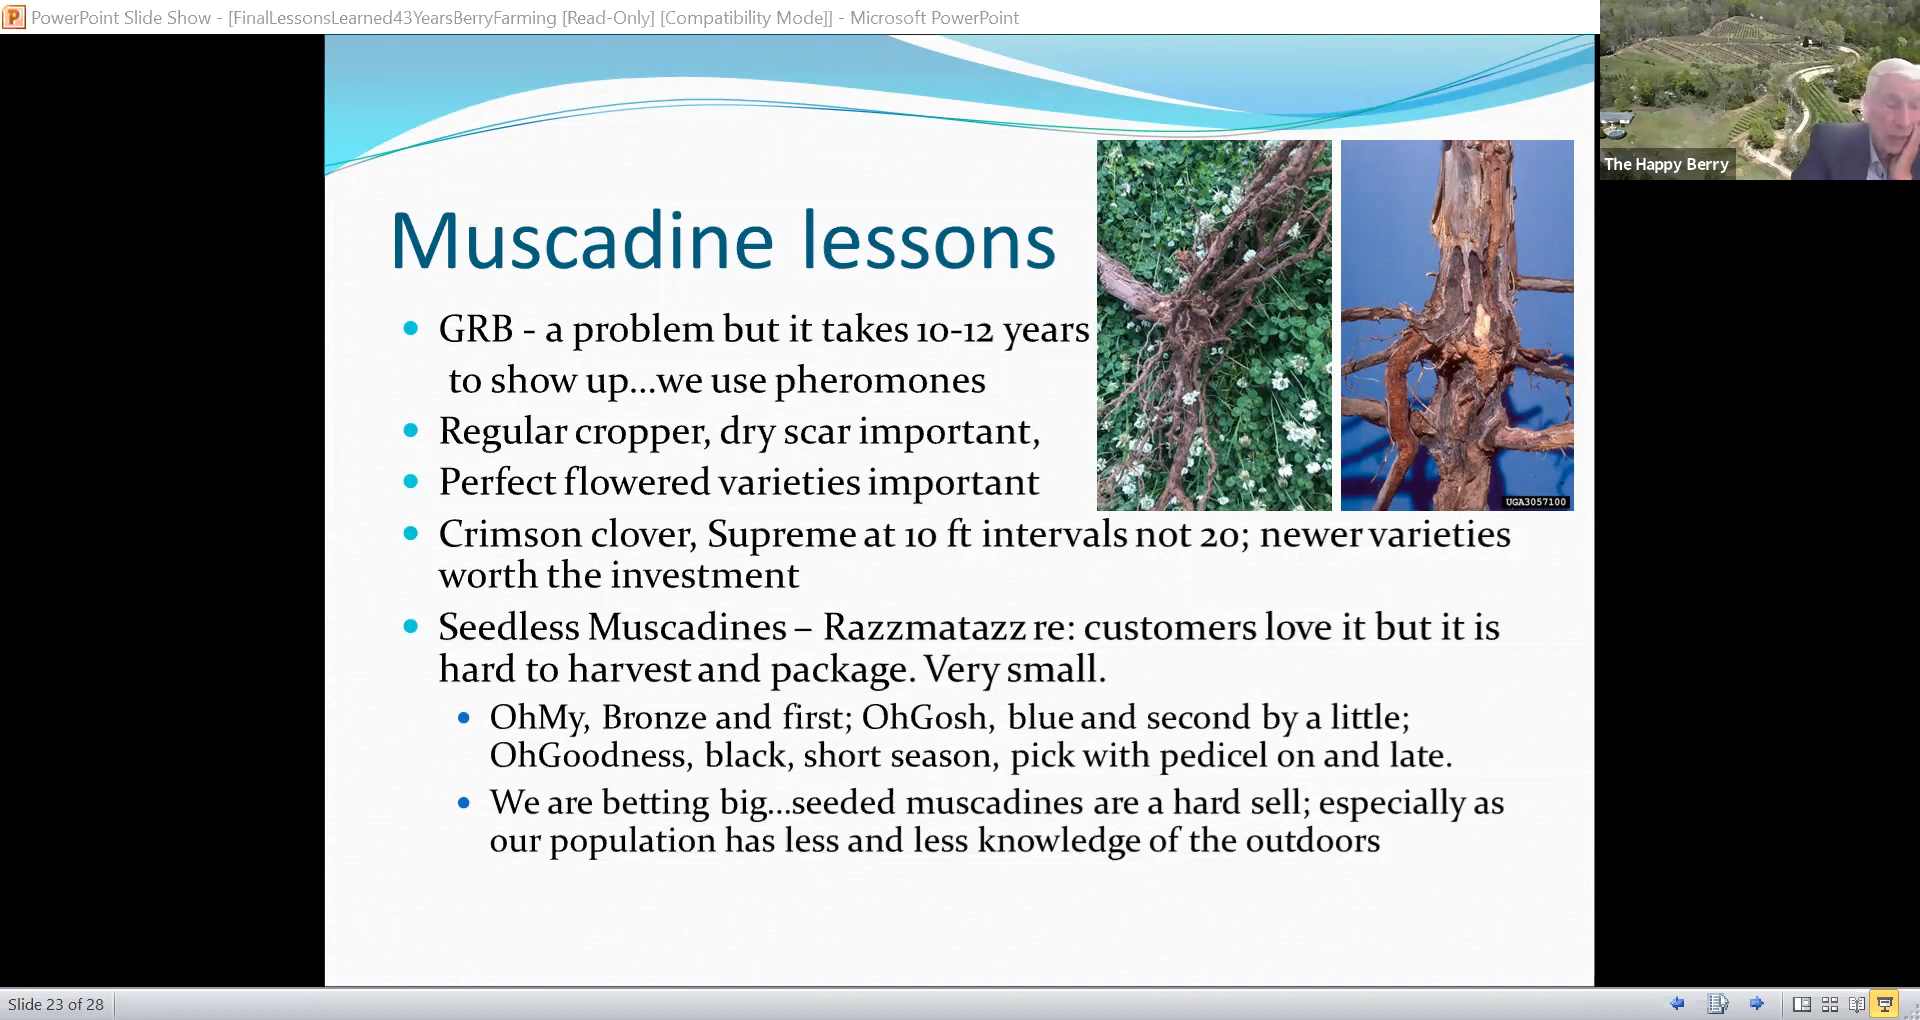 PowerPoint Slide Show - [FinalLessonsLearned43YearsBerryFarming [Read-Only] [Compatibility Mode]] - Microsoft PowerPoint
The Happy Berry
Muscadine lessons
GRB - a problem but it takes 10-12 years
to show up...we use pheromones
Regular cropper, dry scar important,
Perfect flowered varieties important
UGA3057100
Crimson clover, Supreme at 10 ft intervals not 20; newer varieties
worth the investment
Seedless Muscadines – Razzmatazz re: customers love it but it is
hard to harvest and package. Very small.
OhMy, Bronze and first; OhGosh, blue and second by a little;
OhGoodness, black, short season, pick with pedicel on and late.
We are betting big...seeded muscadines are a hard sell; especially as
our population has less and less knowledge of the outdoors
Slide 23 of 28